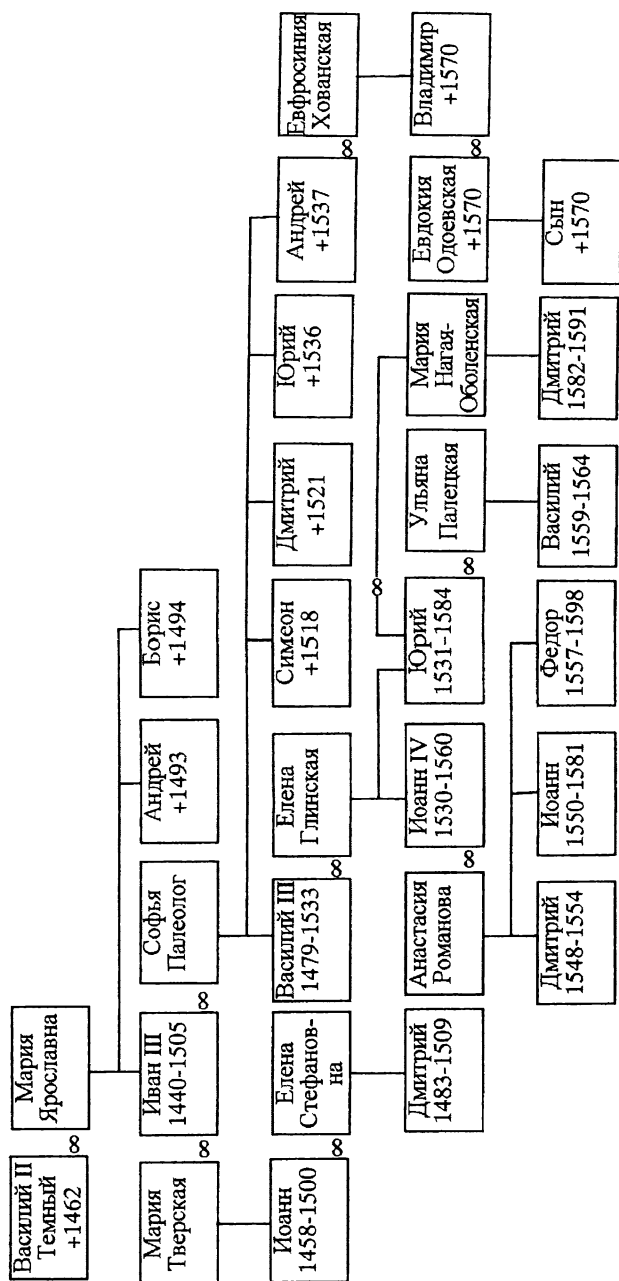 Василий II
Темный
+1462
∞
Мария
Ярославна
Мария
Тверская
∞
Иван III
1440-1505
∞
Софья
Палеолог
Андрей
+1493
Борис
+1494
Иоанн
1458-1500
∞
Елена
Стефанов-
на
Василий III
1479-1533
∞
Елена
Глинская
Симеон
+1518
Дмитрий
+1521
Юрий
+1536
Андрей
+1537
∞
Евфросиния
Хованская
Дмитрий
1483-1509
Анастасия
Романова
∞
Иоанн IV
1530-1560
Юрий
1531-1584
∞
∞
Ульяна
Палецкая
Мария
Нагая-
Оболенская
Евдокия
Одоевская
+1570
∞
Владимир
+1570
Дмитрий
1548-1554
Иоанн
1550-1581
Федор
1557-1598
Василий
1559-1564
Дмитрий
1582-1591
Сын
+1570